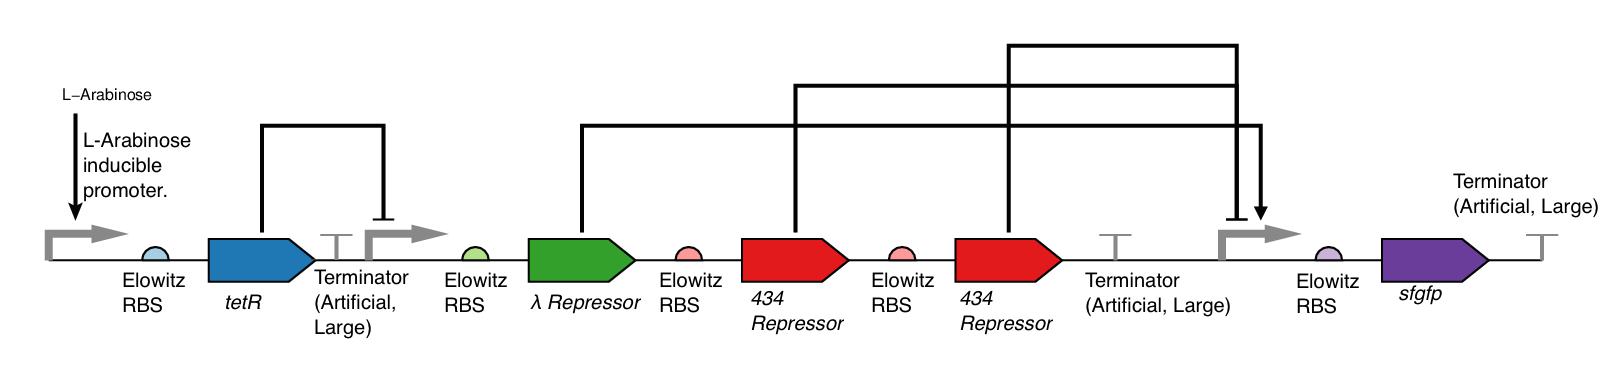 L−Arabinose
L-Arabinose
inducible
promoter.
Elowitz
RBS
tetR
Terminator
(Artificial,
Large)
Elowitz
RBS
λ Repressor
Elowitz
RBS
434
Repressor
Elowitz
RBS
434
Repressor
Terminator
(Artificial, Large)
Elowitz
RBS
sfgfp
Terminator
(Artificial, Large)